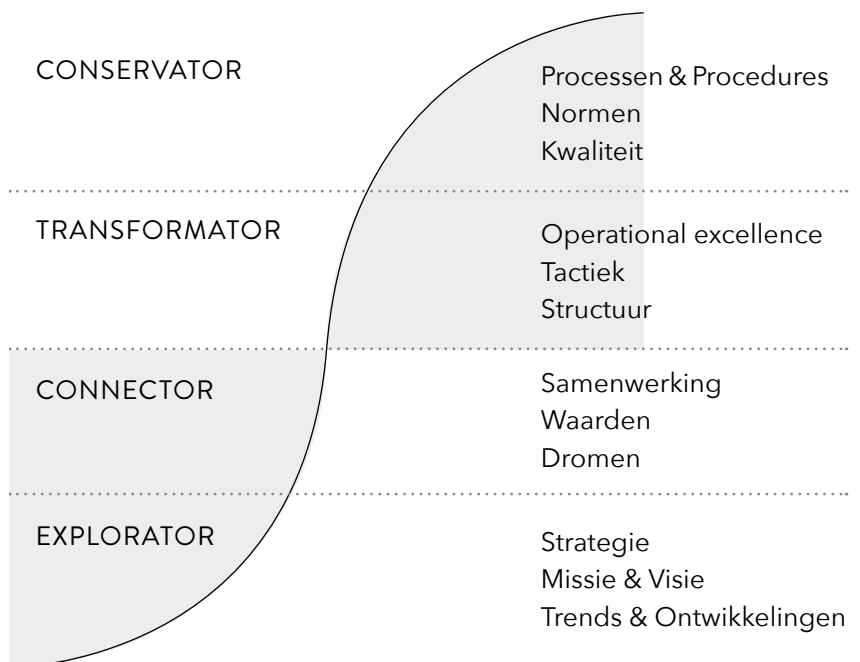 CONSERVATOR
Processen & Procedures
Normen
Kwaliteit
TRANSFORMATOR
Operational excellence
Tactiek
Structuur
CONNECTOR
Samenwerking
Waarden
Dromen
EXPLORATOR
Strategie
Missie & Visie
Trends & Ontwikkelingen